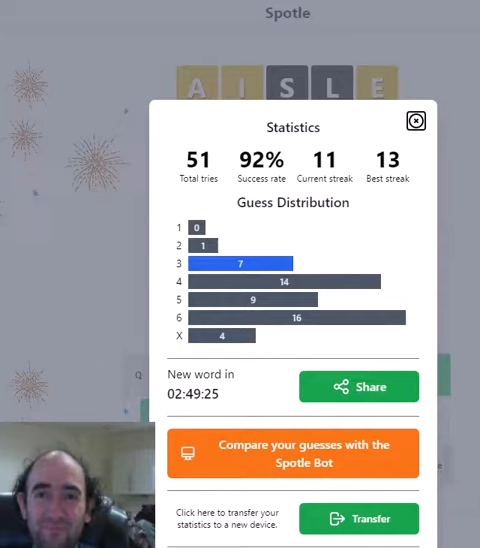 Spotle
A I S L E
Statistics
51 92% 11 13
Total tries Success rate Current streak Best streak
Guess Distribution
1 0
2 1
3 7
4 14
5 9
6 16
X 4
New word in
02:49:25
Share
Q
Compare your guesses with the
Spotle Bot
e
Click here to transfer your
statistics to a new device.
Transfer